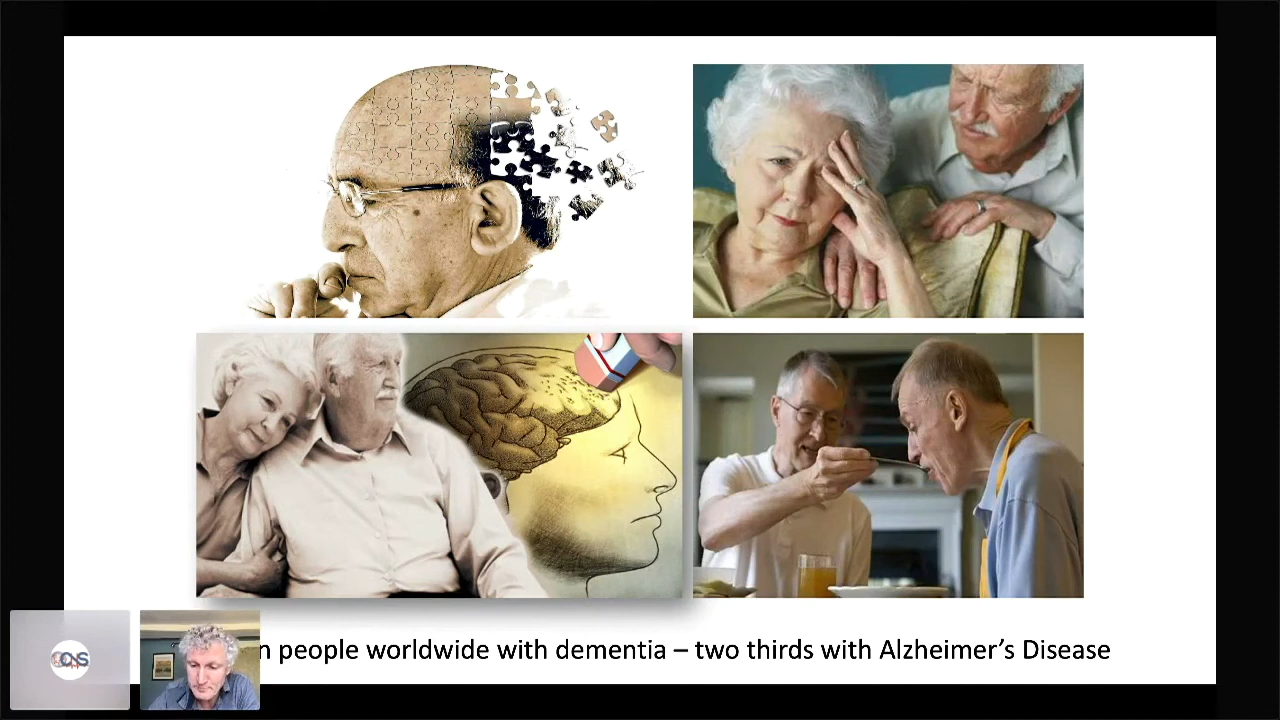 people worldwide with dementia – two thirds with Alzheimer's Disease